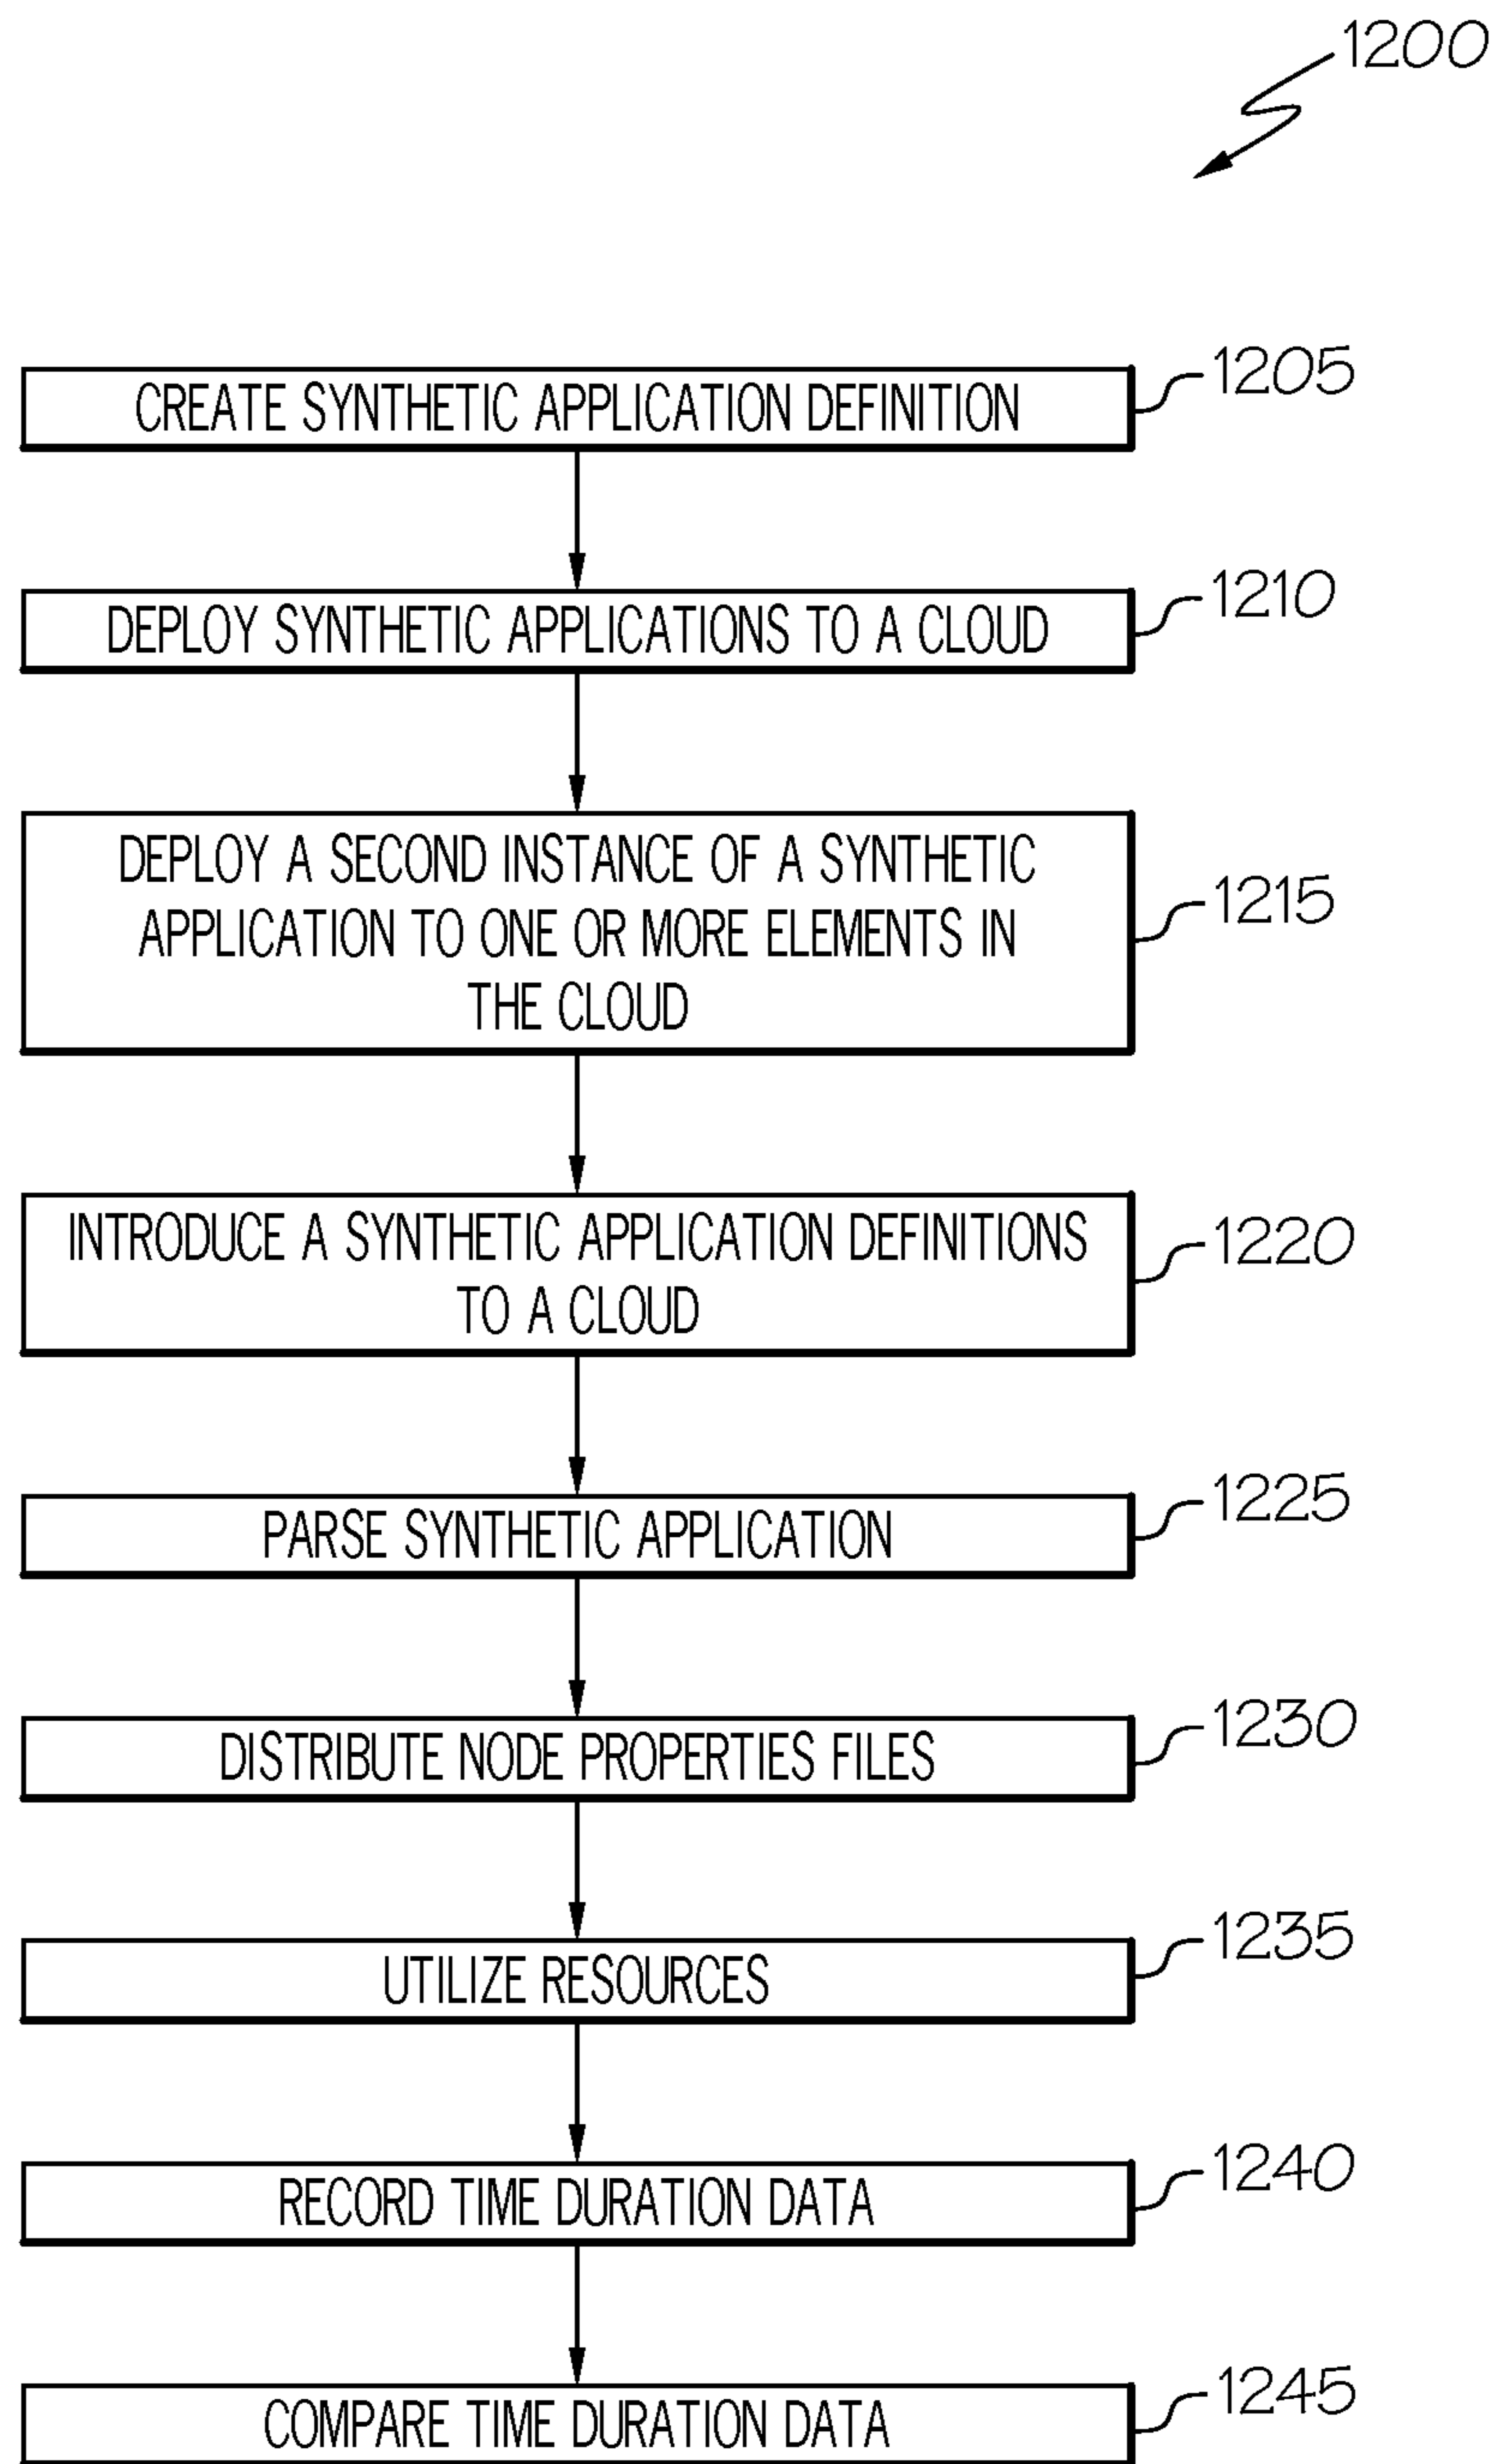 1200
CREATE SYNTHETIC APPLICATION DEFINITION
1205
DEPLOY SYNTHETIC APPLICATIONS TO A CLOUD
1210
DEPLOY A SECOND INSTANCE OF A SYNTHETIC
APPLICATION TO ONE OR MORE ELEMENTS IN
THE CLOUD
1215
INTRODUCE A SYNTHETIC APPLICATION DEFINITIONS
TO A CLOUD
1220
PARSE SYNTHETIC APPLICATION
1225
DISTRIBUTE NODE PROPERTIES FILES
1230
UTILIZE RESOURCES
1235
RECORD TIME DURATION DATA
1240
COMPARE TIME DURATION DATA
1245